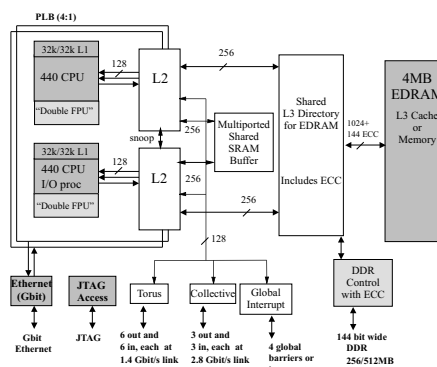 PLB (4:1)
32k/32k L1
440 CPU
"Double FPU"
128
L2
256
snoop
256
Multiported
Shared
SRAM
Buffer
Shared
L3 Directory
for EDRAM
Includes ECC
1024+
144 ECC
4MB
EDRAM
L3 Cache
or
Memory
32k/32k L1
440 CPU
I/O proc
"Double FPU"
128
L2
256
256
128
Ethernet
(Gbit)
JTAG
Access
Torus
Collective
Global
Interrupt
DDR
Control
with ECC
Gbit
Ethernet
JTAG
6 out and
6 in, each at
1.4 Gbit/s link
3 out and
3 in, each at
2.8 Gbit/s link
4 global
barriers or
144 bit wide
DDR
256/512MB